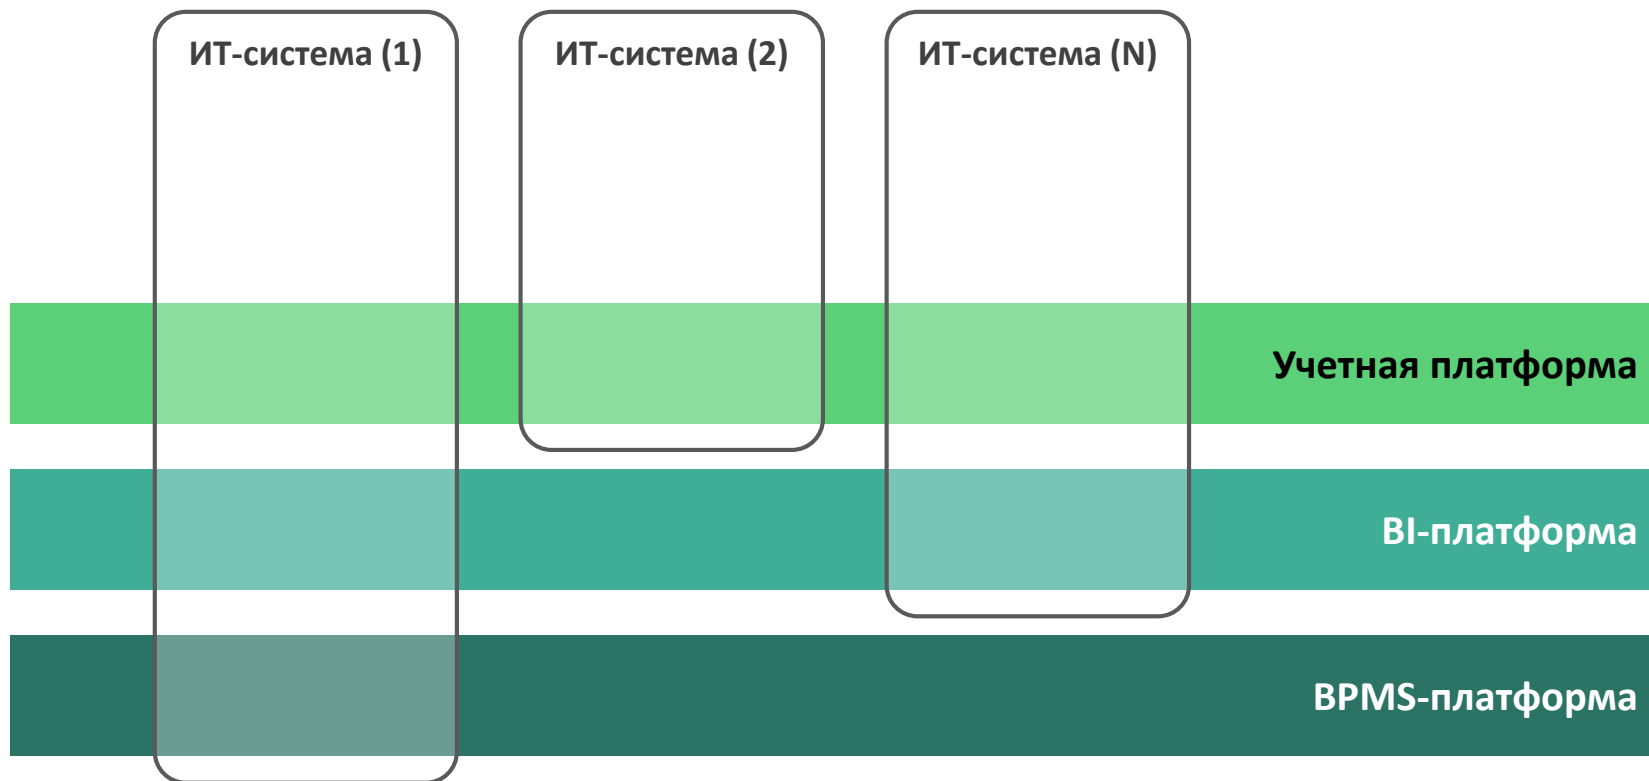 ИТ-система (1)
ИТ-система (2)
ИТ-система (N)
Учетная платформа
BI-платформа
BPMS-платформа